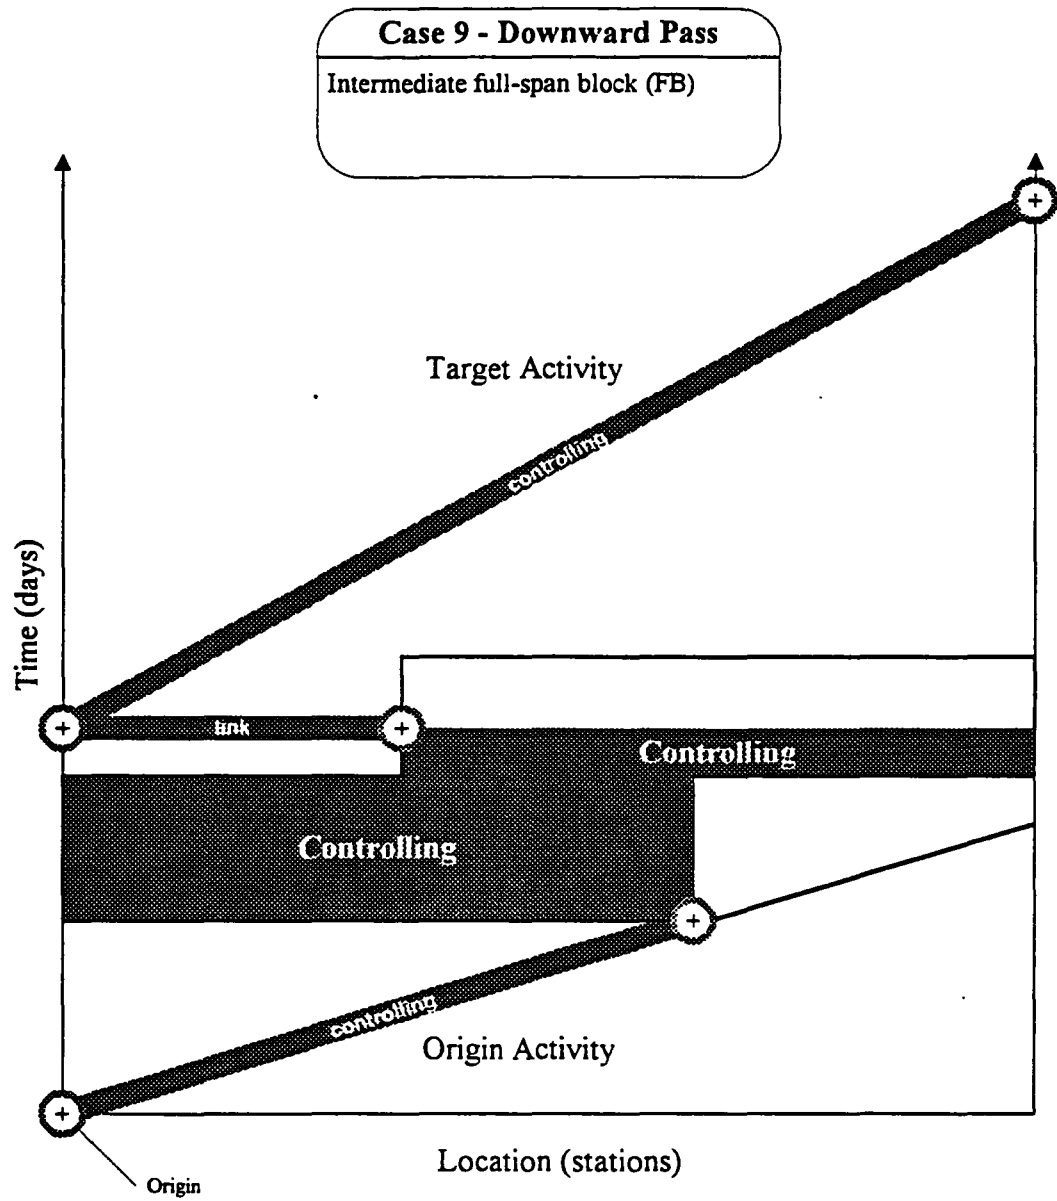 Case 9 - Downward Pass
Intermediate full-span block (FB)
Target Activity
controlling
Time (days)
link
Controlling
Controlling
controlling
Origin Activity
Location (stations)
Origin